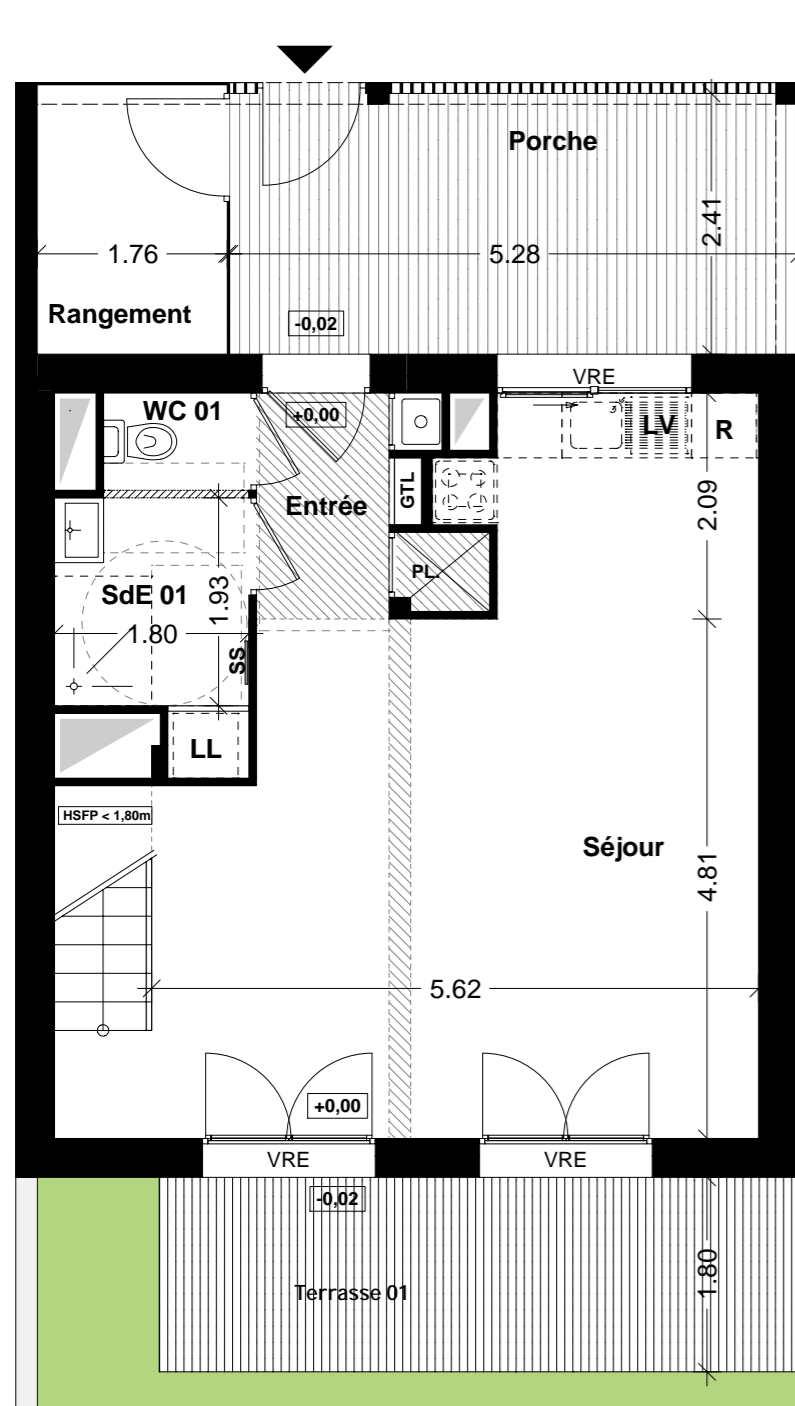 Porche
2.41
1.76
5.28
Rangement
-0,02
VRE
WC 01
+0,00
LV
R
GTL
Entrée
2.09
PL.
SdE 01
1.93
1.80
SS
LL
HSFP < 1,80m
Séjour
4.81
5.62
+0,00
VRE
VRE
-0,02
Terrasse 01
1.80